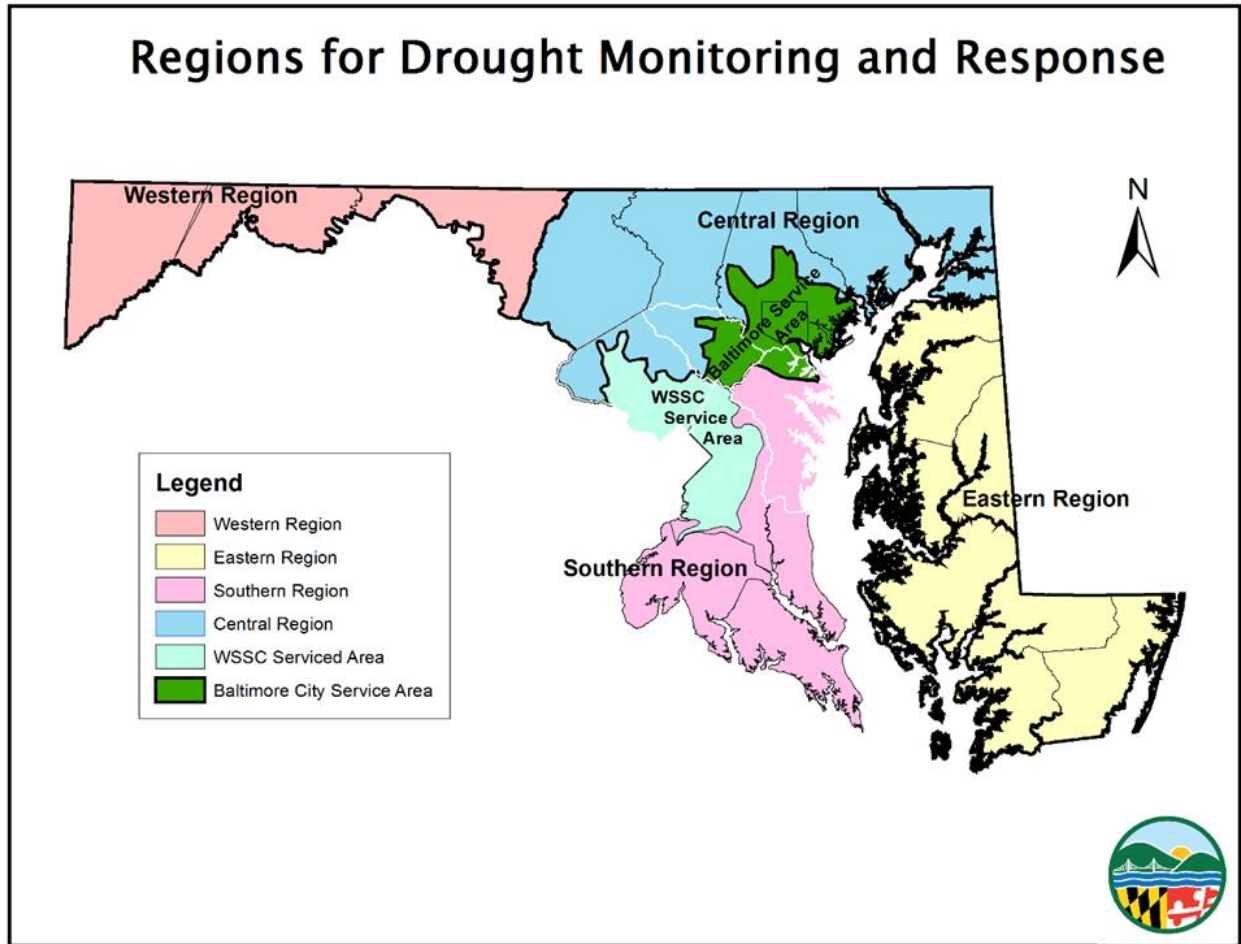 Regions for Drought Monitoring and Response
Western Region
Central Region
N
Baltimore Service
Area
WSSC
Service
Area
Eastern Region
Southern Region
Legend
Western Region
Eastern Region
Southern Region
Central Region
WSSC Serviced Area
Baltimore City Service Area